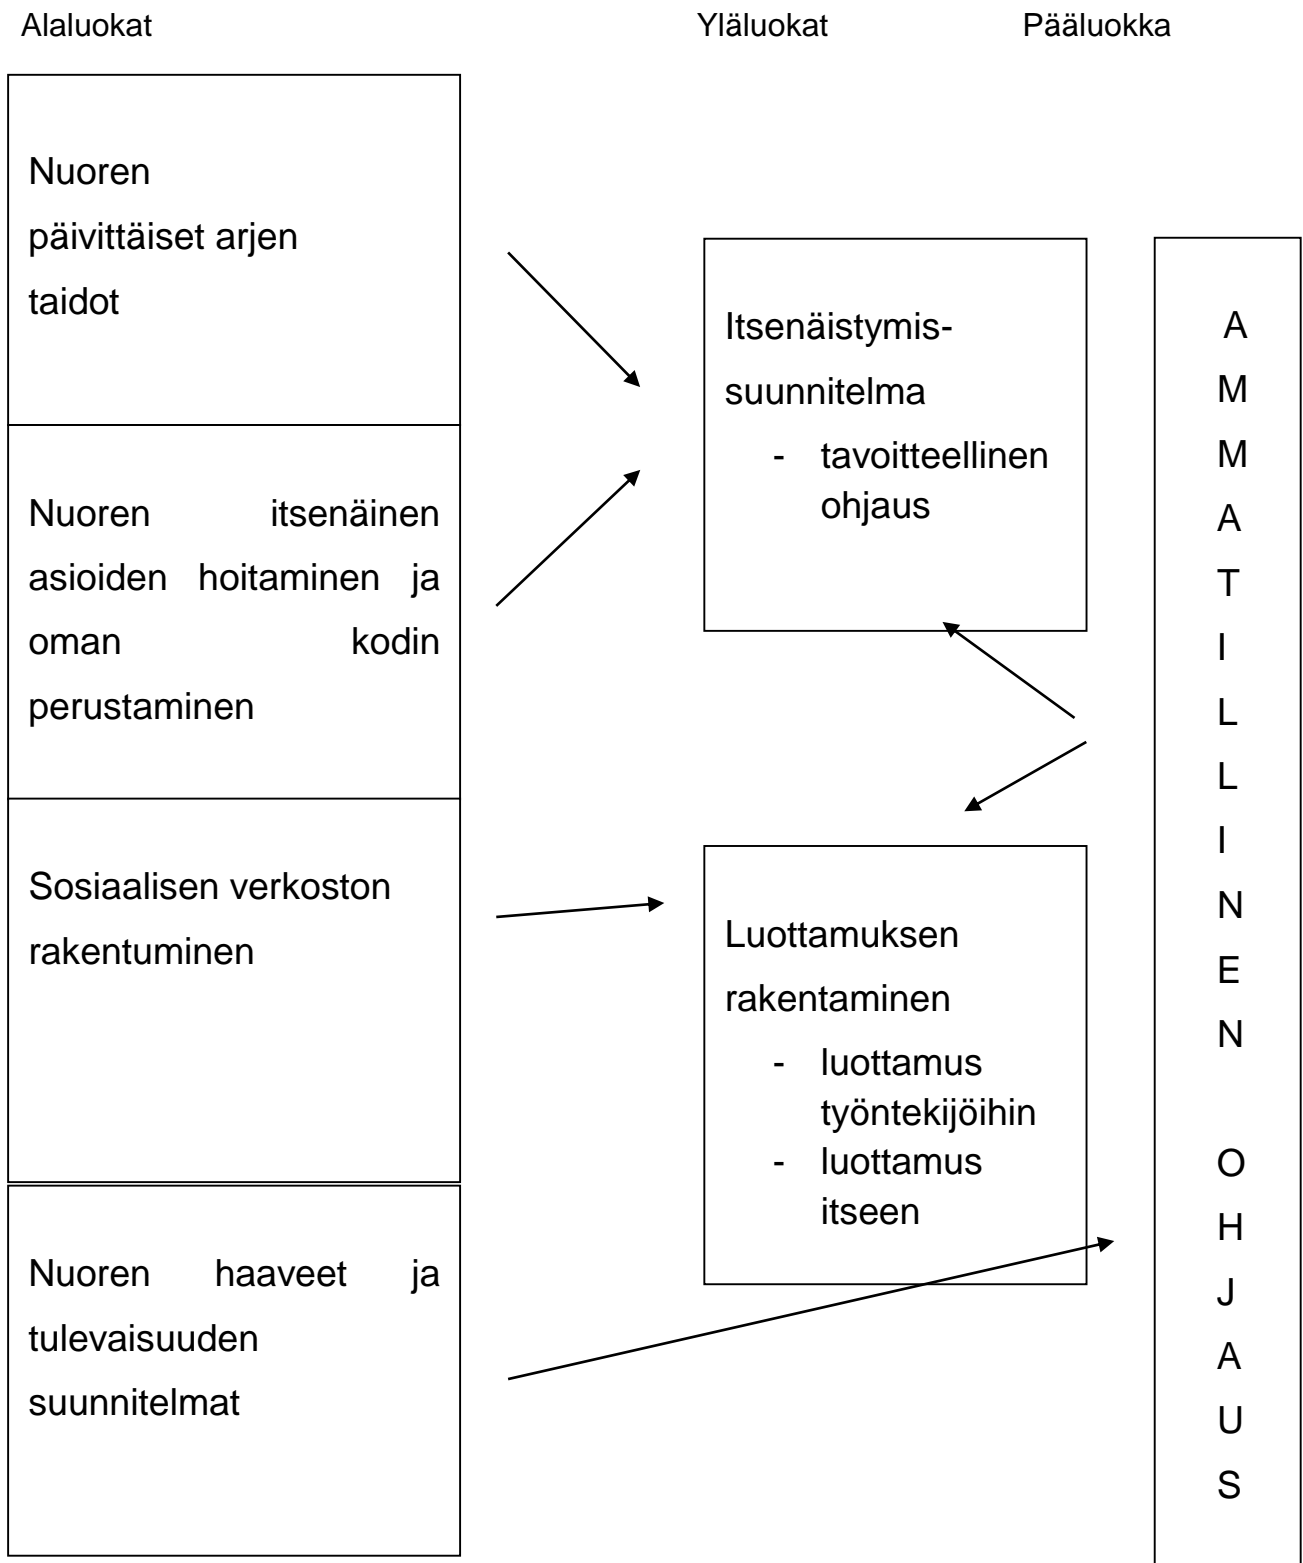 Alaluokat
Yläluokat
Pääluokka
Nuoren
päivittäiset arjen
taidot
Nuoren itsenäinen
asioiden hoitaminen ja
oman kodin
perustaminen
Sosiaalisen verkoston
rakentuminen
Nuoren haaveet ja
tulevaisuuden
suunnitelmat
Itsenäistymis-
suunnitelma
- tavoitteellinen
ohjaus
Luottamuksen
rakentaminen
- luottamus
työntekijöihin
- luottamus
itseen
A
M
M
A
T
I
L
L
I
N
E
N
O
H
J
A
U
S